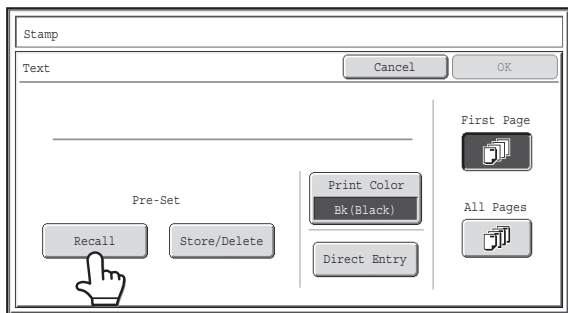 Stamp
Text
Cancel
OK
First Page
Pre-Set
Print Color
Bk(Black)
All Pages
Recall
Store/Delete
Direct Entry